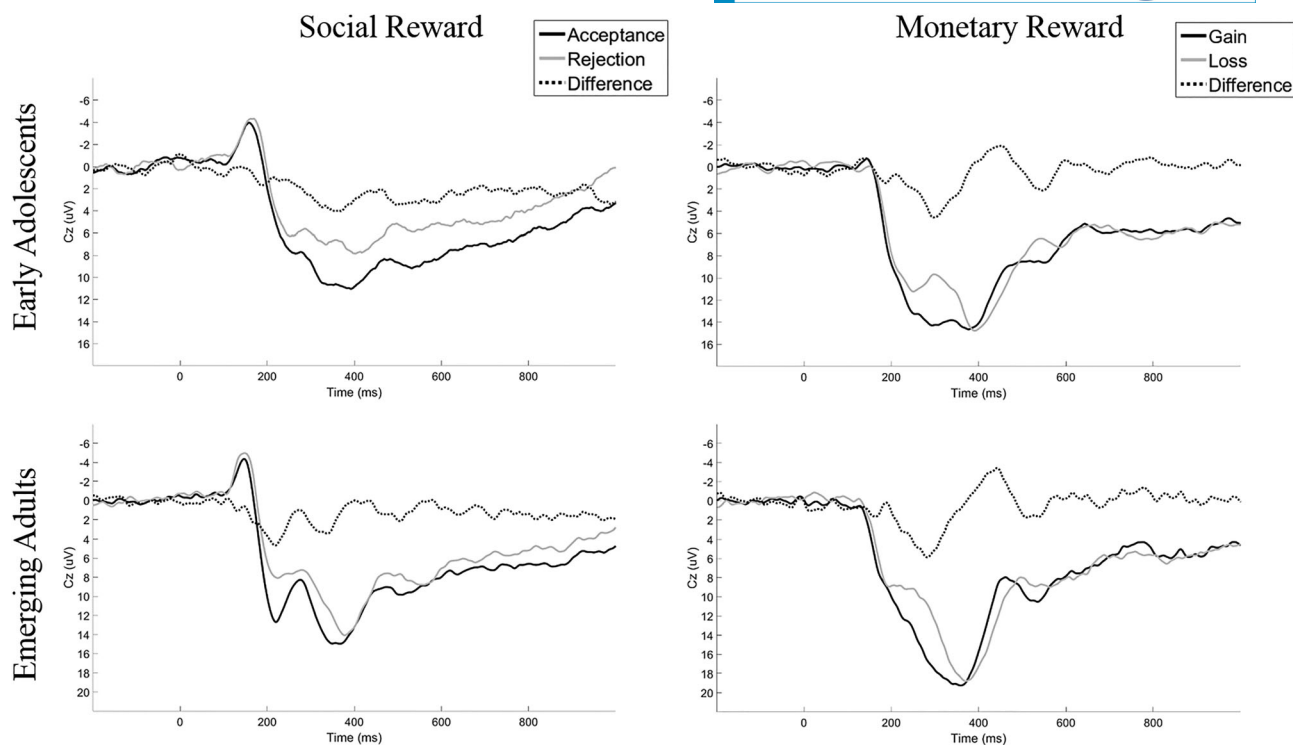 Social Reward
Acceptance
Rejection
Difference
Monetary Reward
Gain
Loss
Difference
Early Adolescents
-6
-4
-2
0
2
4
6
8
10
12
14
16
Cz (uV)
0 200 400 600 800
Time (ms)
-6
-4
-2
0
2
4
6
8
10
12
14
16
Cz (uV)
0 200 400 600 800
Time (ms)
Emerging Adults
-6
-4
-2
0
2
4
6
8
10
12
14
16
18
20
Cz (uV)
0 200 400 600 800
Time (ms)
-6
-4
-2
0
2
4
6
8
10
12
14
16
18
20
Cz (uV)
0 200 400 600 800
Time (ms)